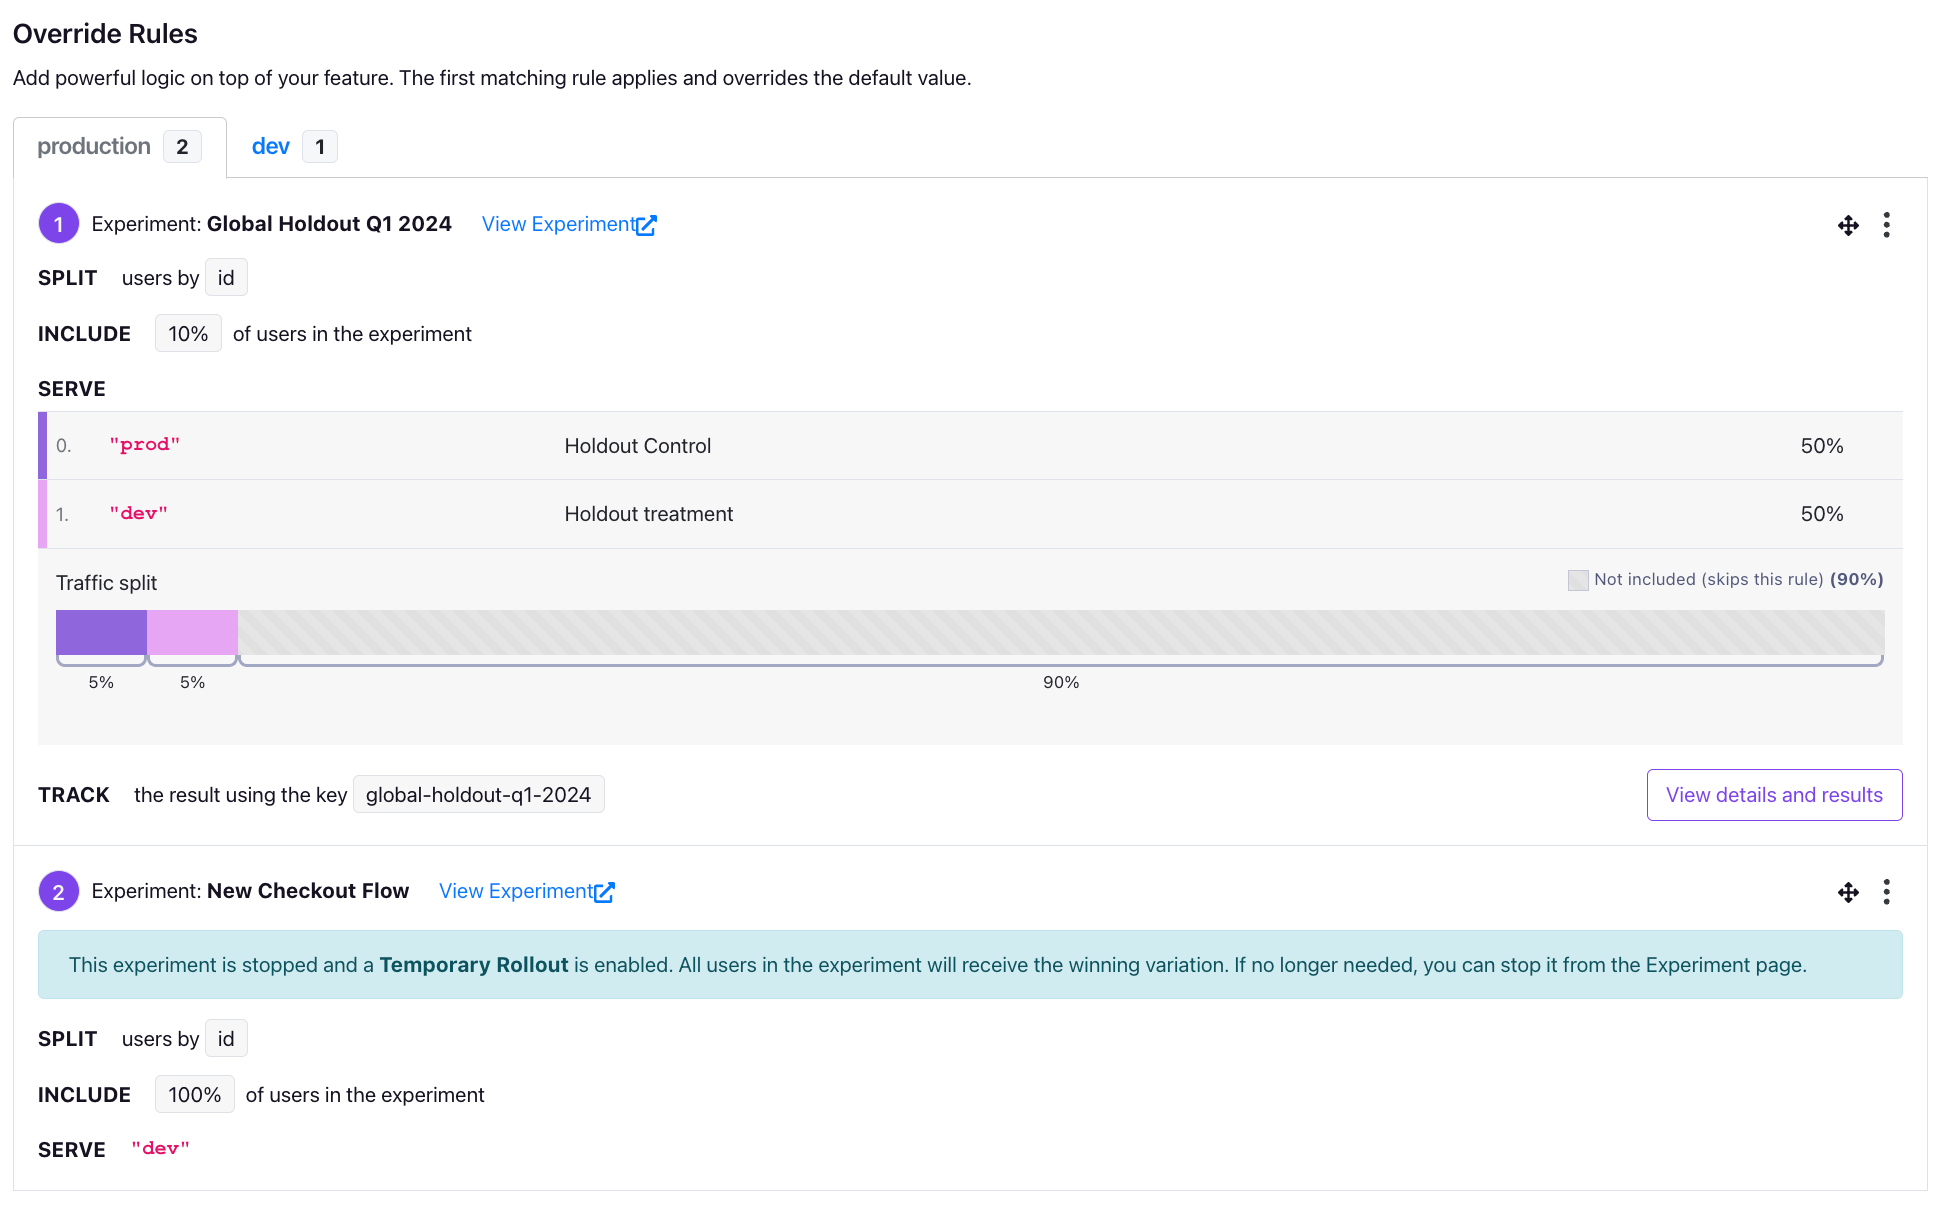 Override Rules
Add powerful logic on top of your feature. The first matching rule applies and overrides the default value.
production 2 dev 1
1 Experiment: Global Holdout Q1 2024 View Experiment
SPLIT users by id
INCLUDE 10% of users in the experiment
SERVE
0. "prod" Holdout Control 50%
1. "dev" Holdout treatment 50%
Traffic split Not included (skips this rule) (90%)
5% 5% 90%
TRACK the result using the key global-holdout-q1-2024 View details and results
2 Experiment: New Checkout Flow View Experiment
This experiment is stopped and a Temporary Rollout is enabled. All users in the experiment will receive the winning variation. If no longer needed, you can stop it from the Experiment page.
SPLIT users by id
INCLUDE 100% of users in the experiment
SERVE "dev"